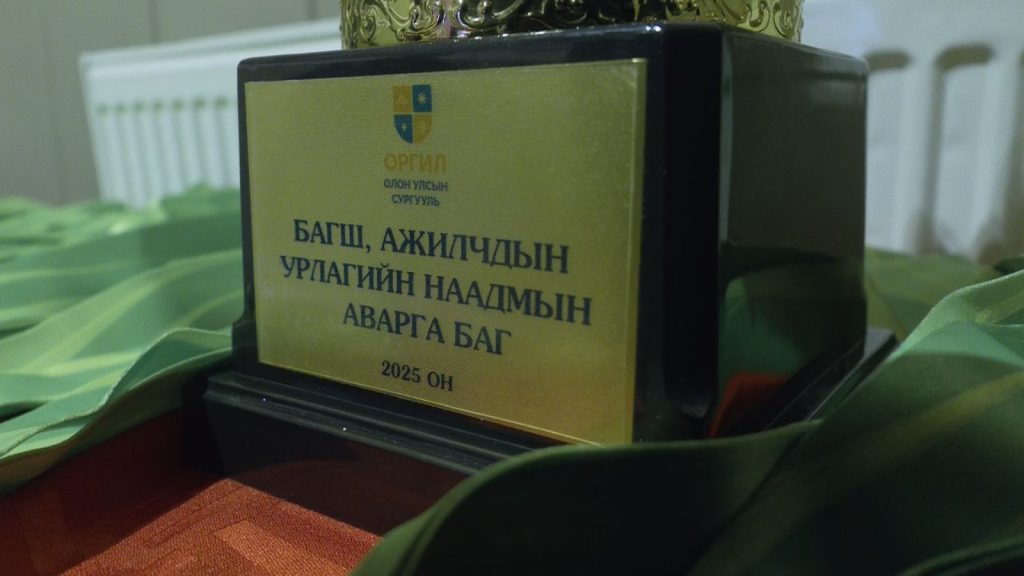 ОРГИЛ
ОЛОН УЛСЫН
СУРГУУЛЬ
БАГШ, АЖИЛЧДЫН
УРЛАГИЙН НААДМЫН
АВАРГА БАГ
2025 ОН